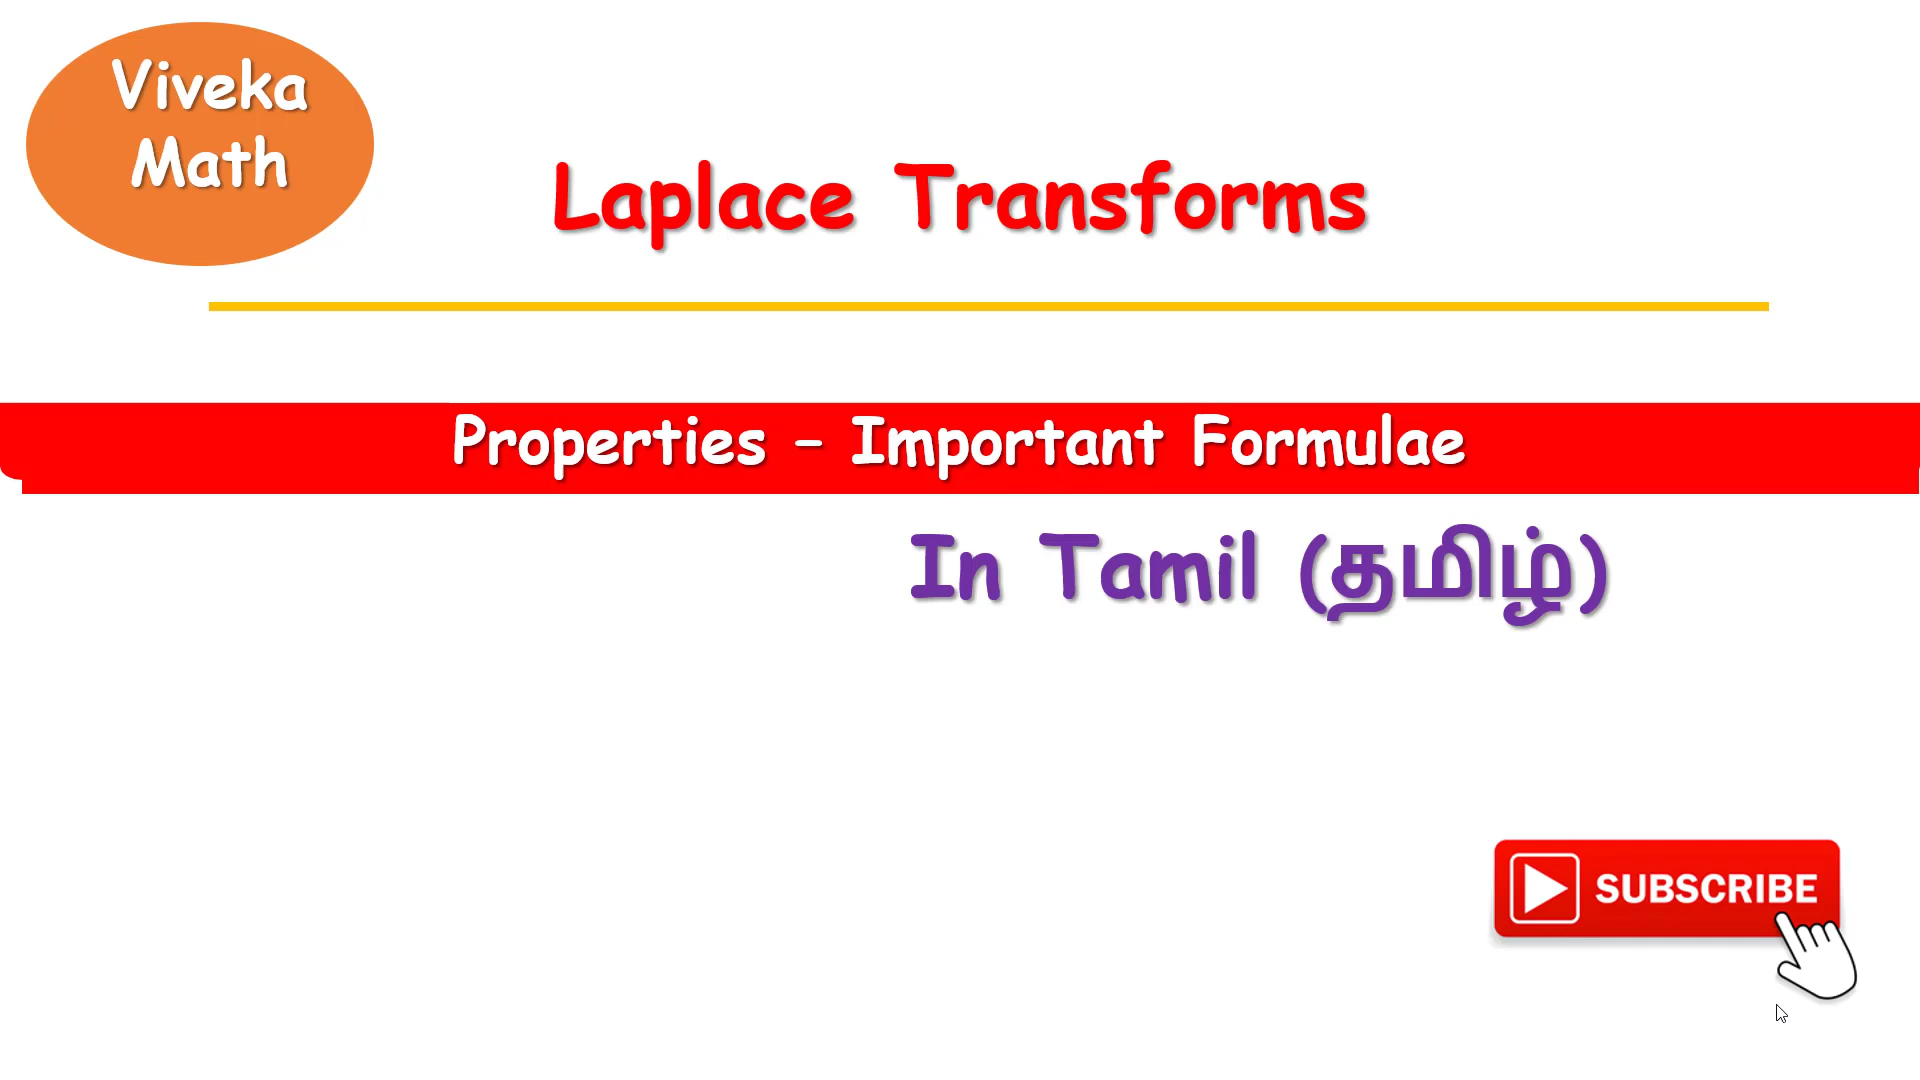 Viveka
Math
Laplace Transforms
Properties – Important Formulae
In Tamil (தமிழ்)
SUBSCRIBE